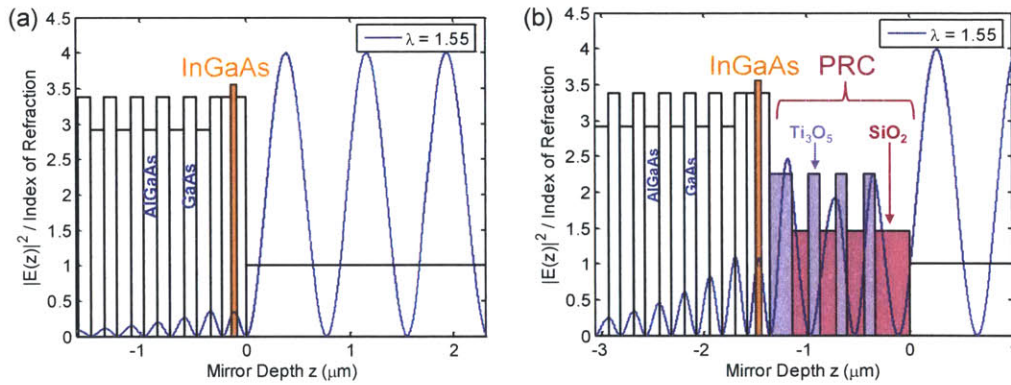 (a)
4.5
4
3.5
3
2.5
2
1.5
1
0.5
0
-1
0
1
2
|E(z)|² / Index of Refraction
Mirror Depth z (μm)
λ = 1.55
InGaAs
AlGaAs
GaAs
(b)
4.5
4
3.5
3
2.5
2
1.5
1
0.5
0
-3
-2
-1
0
|E(z)|² / Index of Refraction
Mirror Depth z (μm)
λ = 1.55
InGaAs
PRC
Ti₃O₅
SiO₂
AlGaAs
GaAs